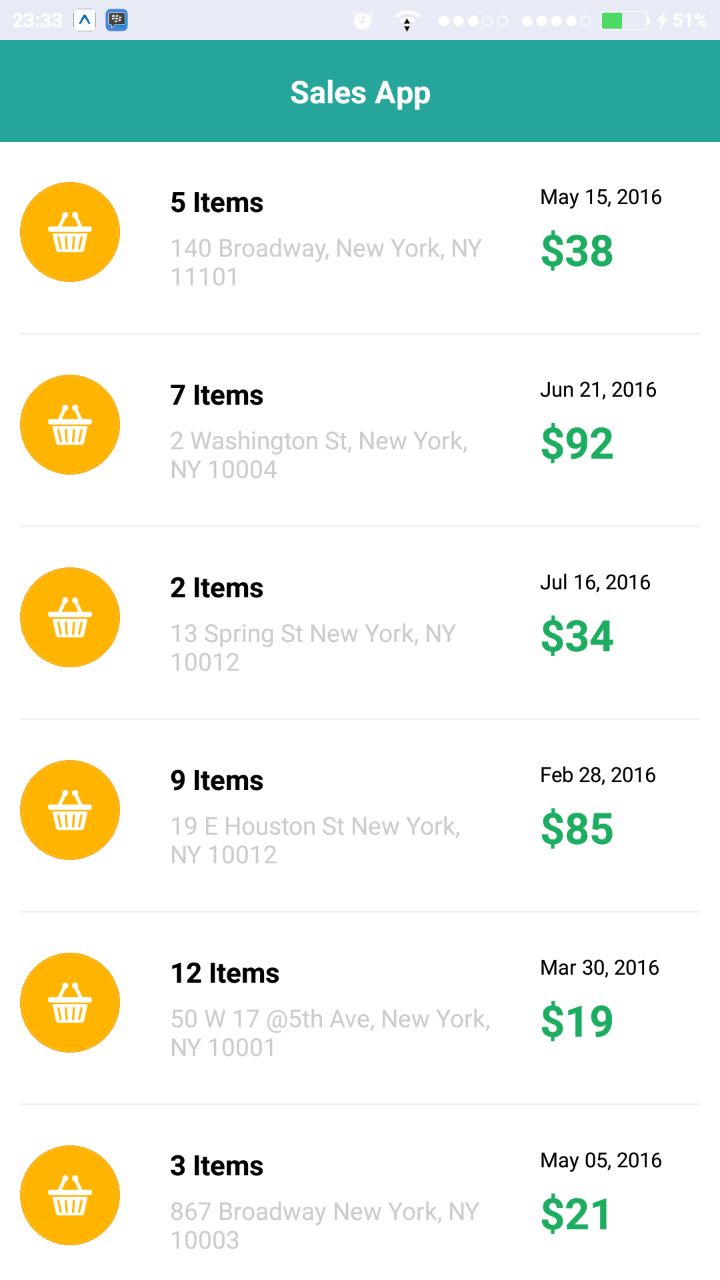 23:33
51%
Sales App
5 Items
140 Broadway, New York, NY
11101
May 15, 2016
$38
7 Items
2 Washington St, New York,
NY 10004
Jun 21, 2016
$92
2 Items
13 Spring St New York, NY
10012
Jul 16, 2016
$34
9 Items
19 E Houston St New York,
NY 10012
Feb 28, 2016
$85
12 Items
50 W 17 @5th Ave, New York,
NY 10001
Mar 30, 2016
$19
3 Items
867 Broadway New York, NY
10003
May 05, 2016
$21